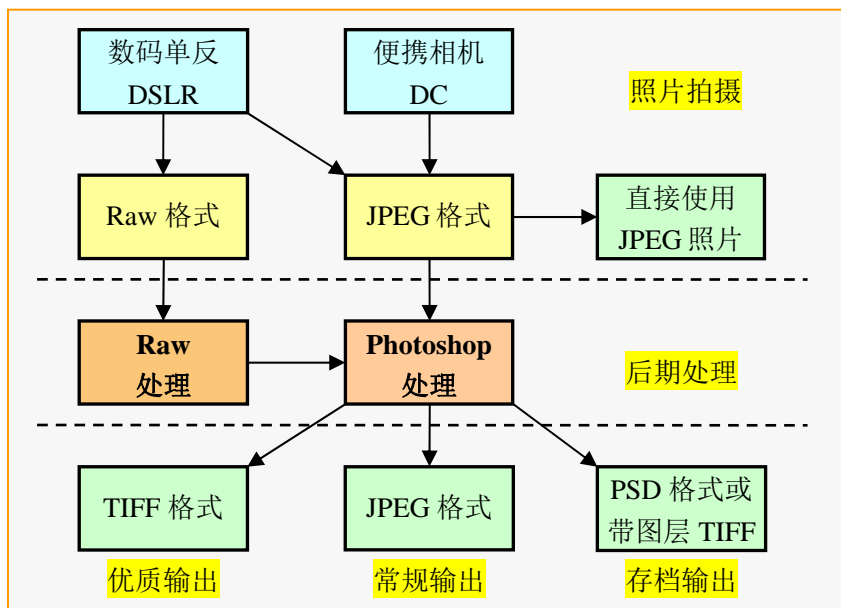 数码单反
DSLR
便携相机
DC
照片拍摄
Raw 格式
JPEG 格式
直接使用
JPEG 照片
Raw
处理
Photoshop
处理
后期处理
TIFF 格式
JPEG 格式
PSD 格式或
带图层 TIFF
优质输出
常规输出
存档输出